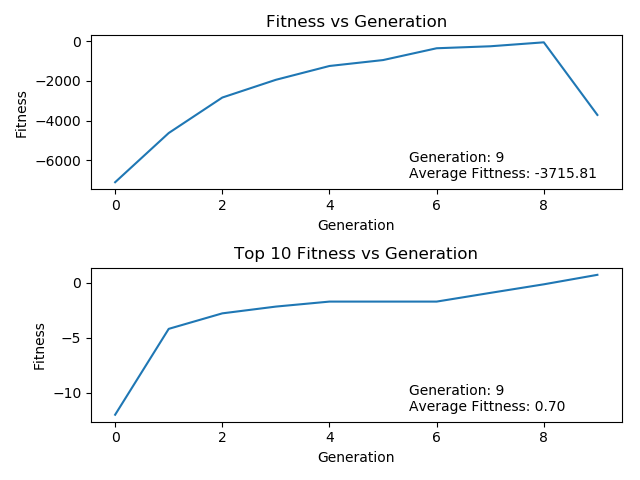 Fitness vs Generation
0
−2000
−4000
−6000
Fitness
Generation: 9
Average Fittness: -3715.81
0 2 4 6 8
Generation
Top 10 Fitness vs Generation
0
−5
−10
Fitness
Generation: 9
Average Fittness: 0.70
0 2 4 6 8
Generation